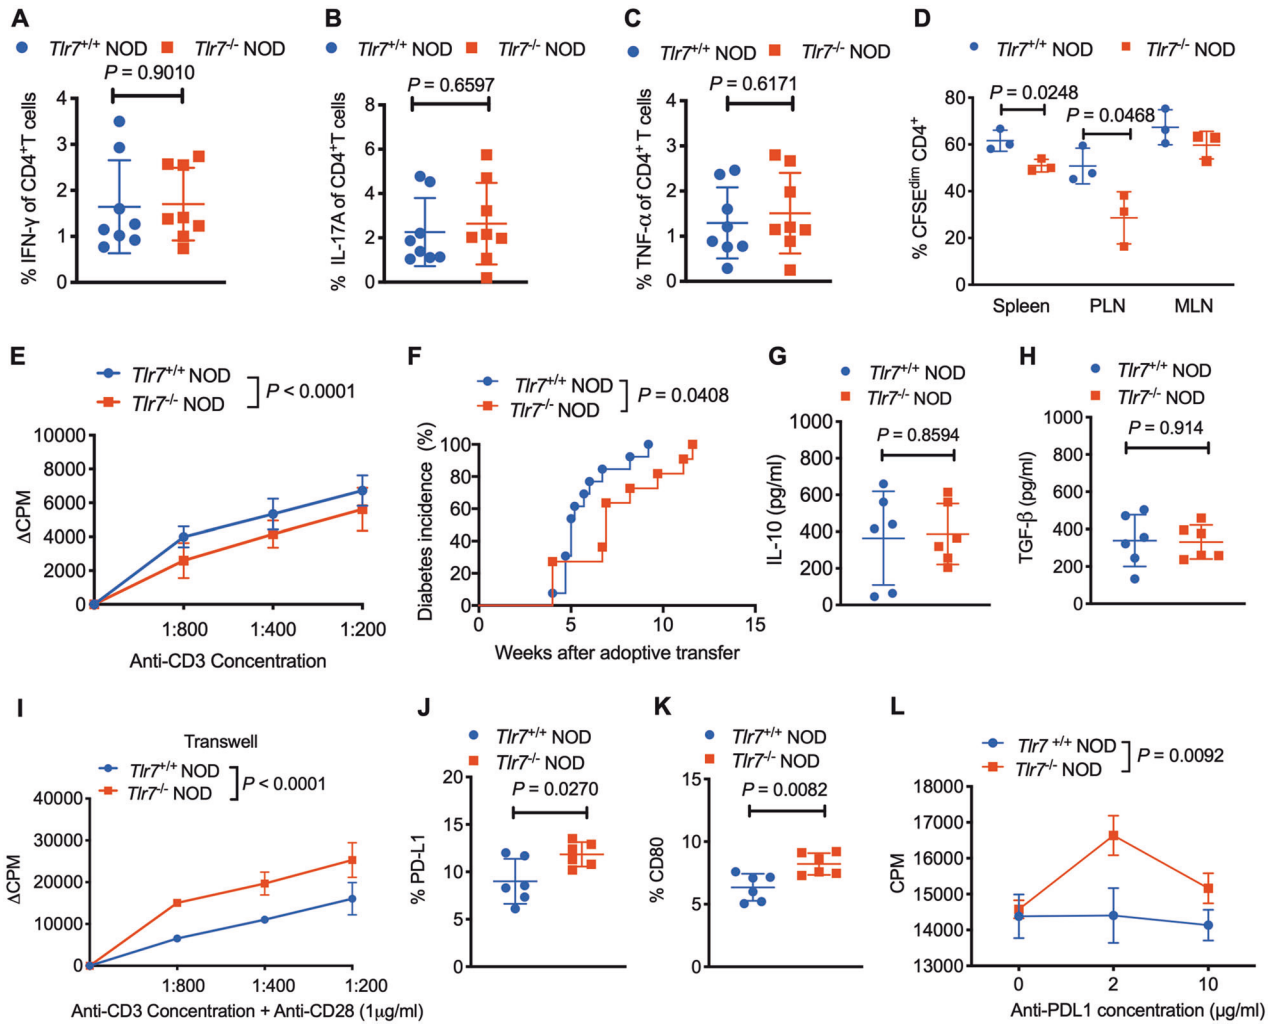 A
Tlr7+/+ NOD Tlr7-/- NOD
P = 0.9010
% IFN-γ of CD4+T cells
4
3
2
1
0
B
Tlr7+/+ NOD Tlr7-/- NOD
P = 0.6597
% IL-17A of CD4+T cells
8
6
4
2
0
C
Tlr7+/+ NOD Tlr7-/- NOD
P = 0.6171
% TNF-α of CD4+ T cells
4
3
2
1
0
D
Tlr7+/+ NOD Tlr7-/- NOD
P = 0.0248
P = 0.0468
% CFSEdim CD4+
80
60
40
20
0
Spleen PLN MLN
E
Tlr7+/+ NOD
Tlr7-/- NOD
P < 0.0001
ΔCPM
10000
8000
6000
4000
2000
0
1:800 1:400 1:200
Anti-CD3 Concentration
F
Tlr7+/+ NOD
Tlr7-/- NOD
P = 0.0408
Diabetes incidence (%)
100
80
60
40
20
0
0 5 10 15
Weeks after adoptive transfer
G
Tlr7+/+ NOD
Tlr7-/- NOD
P = 0.8594
IL-10 (pg/ml)
1000
800
600
400
200
0
H
Tlr7+/+ NOD
Tlr7-/- NOD
P = 0.914
TGF-β (pg/ml)
1000
800
600
400
200
0
I
Transwell
Tlr7+/+ NOD
Tlr7-/- NOD
P < 0.0001
ΔCPM
40000
30000
20000
10000
0
1:800 1:400 1:200
Anti-CD3 Concentration + Anti-CD28 (1μg/ml)
J
Tlr7+/+ NOD
Tlr7-/- NOD
P = 0.0270
% PD-L1
20
15
10
5
0
K
Tlr7+/+ NOD
Tlr7-/- NOD
P = 0.0082
% CD80
15
10
5
0
L
Tlr7 +/+ NOD
Tlr7-/- NOD
P = 0.0092
CPM
18000
17000
16000
15000
14000
13000
0 2 10
Anti-PDL1 concentration (μg/ml)